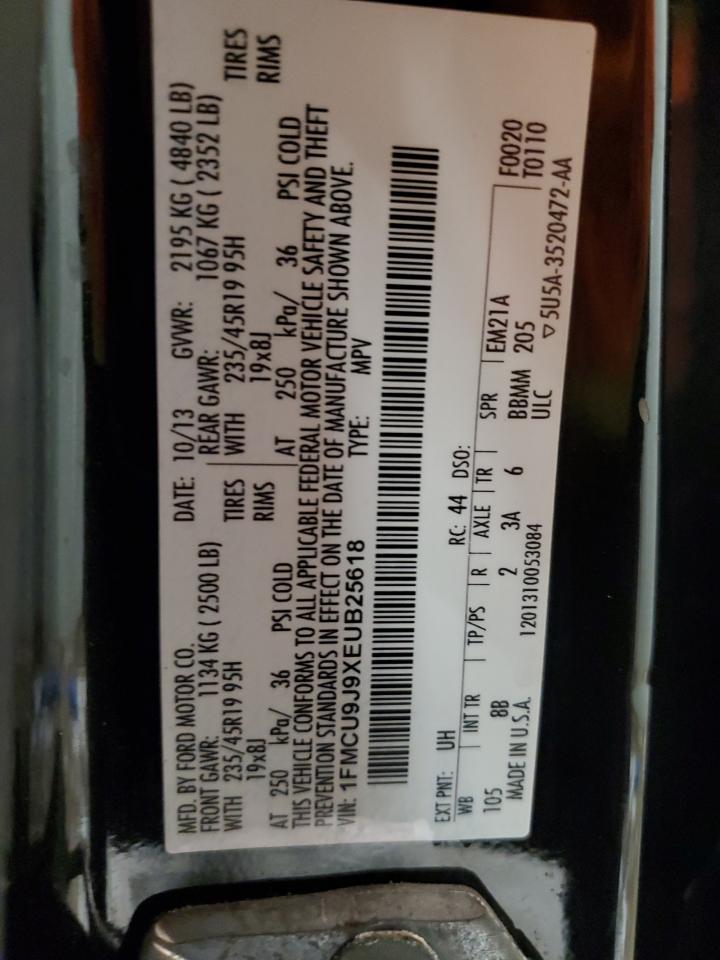 MFD. BY FORD MOTOR CO. DATE: 10/13 GVWR: 2195 KG ( 4840 LB)
FRONT GAWR: 1134 KG ( 2500 LB) REAR GAWR: 1067 KG ( 2352 LB)
WITH 235/45R19 95H TIRES WITH 235/45R19 95H TIRES
19x8J RIMS 19x8J RIMS
AT 250 kPa/ 36 PSI COLD AT 250 kPa/ 36 PSI COLD
THIS VEHICLE CONFORMS TO ALL APPLICABLE FEDERAL MOTOR VEHICLE SAFETY AND THEFT
PREVENTION STANDARDS IN EFFECT ON THE DATE OF MANUFACTURE SHOWN ABOVE.
VIN: 1FMCU9J9XEUB25618 TYPE: MPV
EXT PNT: UH RC: 44 DSO:
WB INT TR TP/PS R AXLE TR SPR EM21A F0020
105 8B 2 3A 6 BBMM 205 T0110
MADE IN U.S.A. 1201310053084 ULC ▽5U5A-3520472-AA